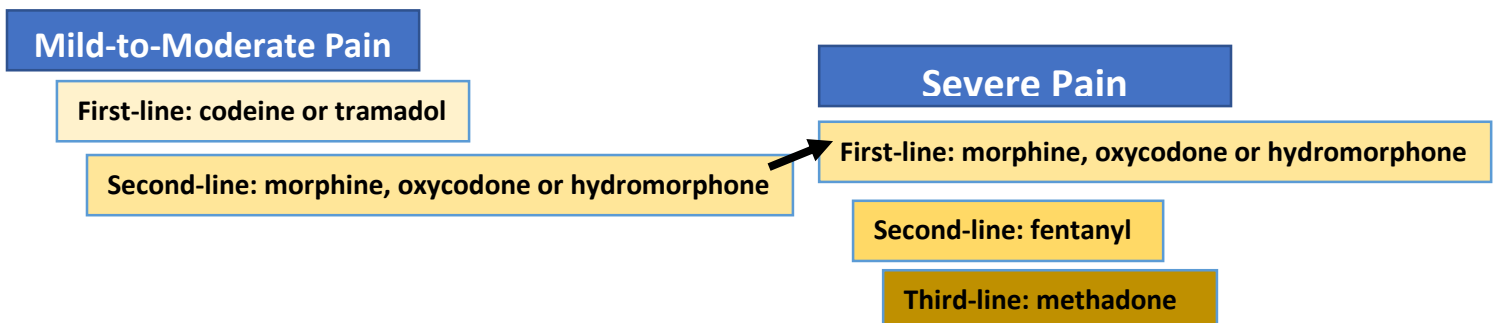 Mild-to-Moderate Pain
First-line: codeine or tramadol
Second-line: morphine, oxycodone or hydromorphone
Severe Pain
First-line: morphine, oxycodone or hydromorphone
Second-line: fentanyl
Third-line: methadone